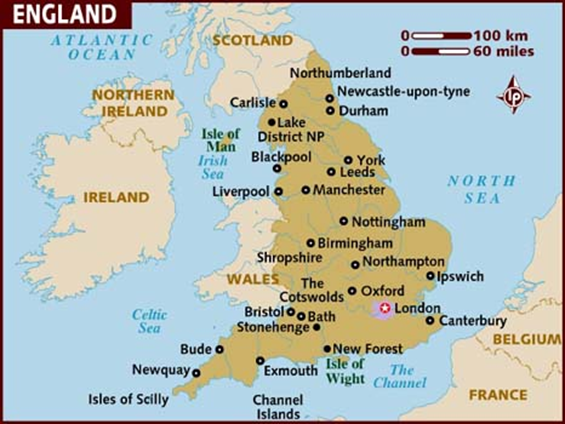 ENGLAND
ATLANTIC
OCEAN
SCOTLAND
0 100 km
0 60 miles
Northumberland
Newcastle-upon-tyne
NORTHERN
IRELAND
Carlisle
Durham
lp
Lake
District NP
Isle of
Man
Irish
Sea
Blackpool
York
Leeds
NORTH
SEA
IRELAND
Liverpool
Manchester
Nottingham
Birmingham
Shropshire
Northampton
WALES
The
Cotswolds
Ipswich
Oxford
Celtic
Sea
Bristol
Bath
London
Stonehenge
Canterbury
BELGIUM
Bude
New Forest
Newquay
Exmouth
Isle of
Wight
The
Channel
FRANCE
Isles of Scilly
Channel
Islands